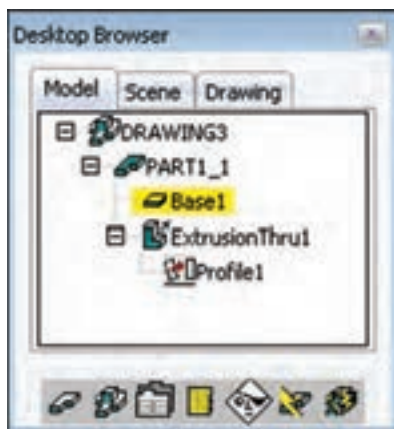 Desktop Browser
Model Scene Drawing
DRAWING3
PART1_1
Base1
ExtrusionThru1
Profile1